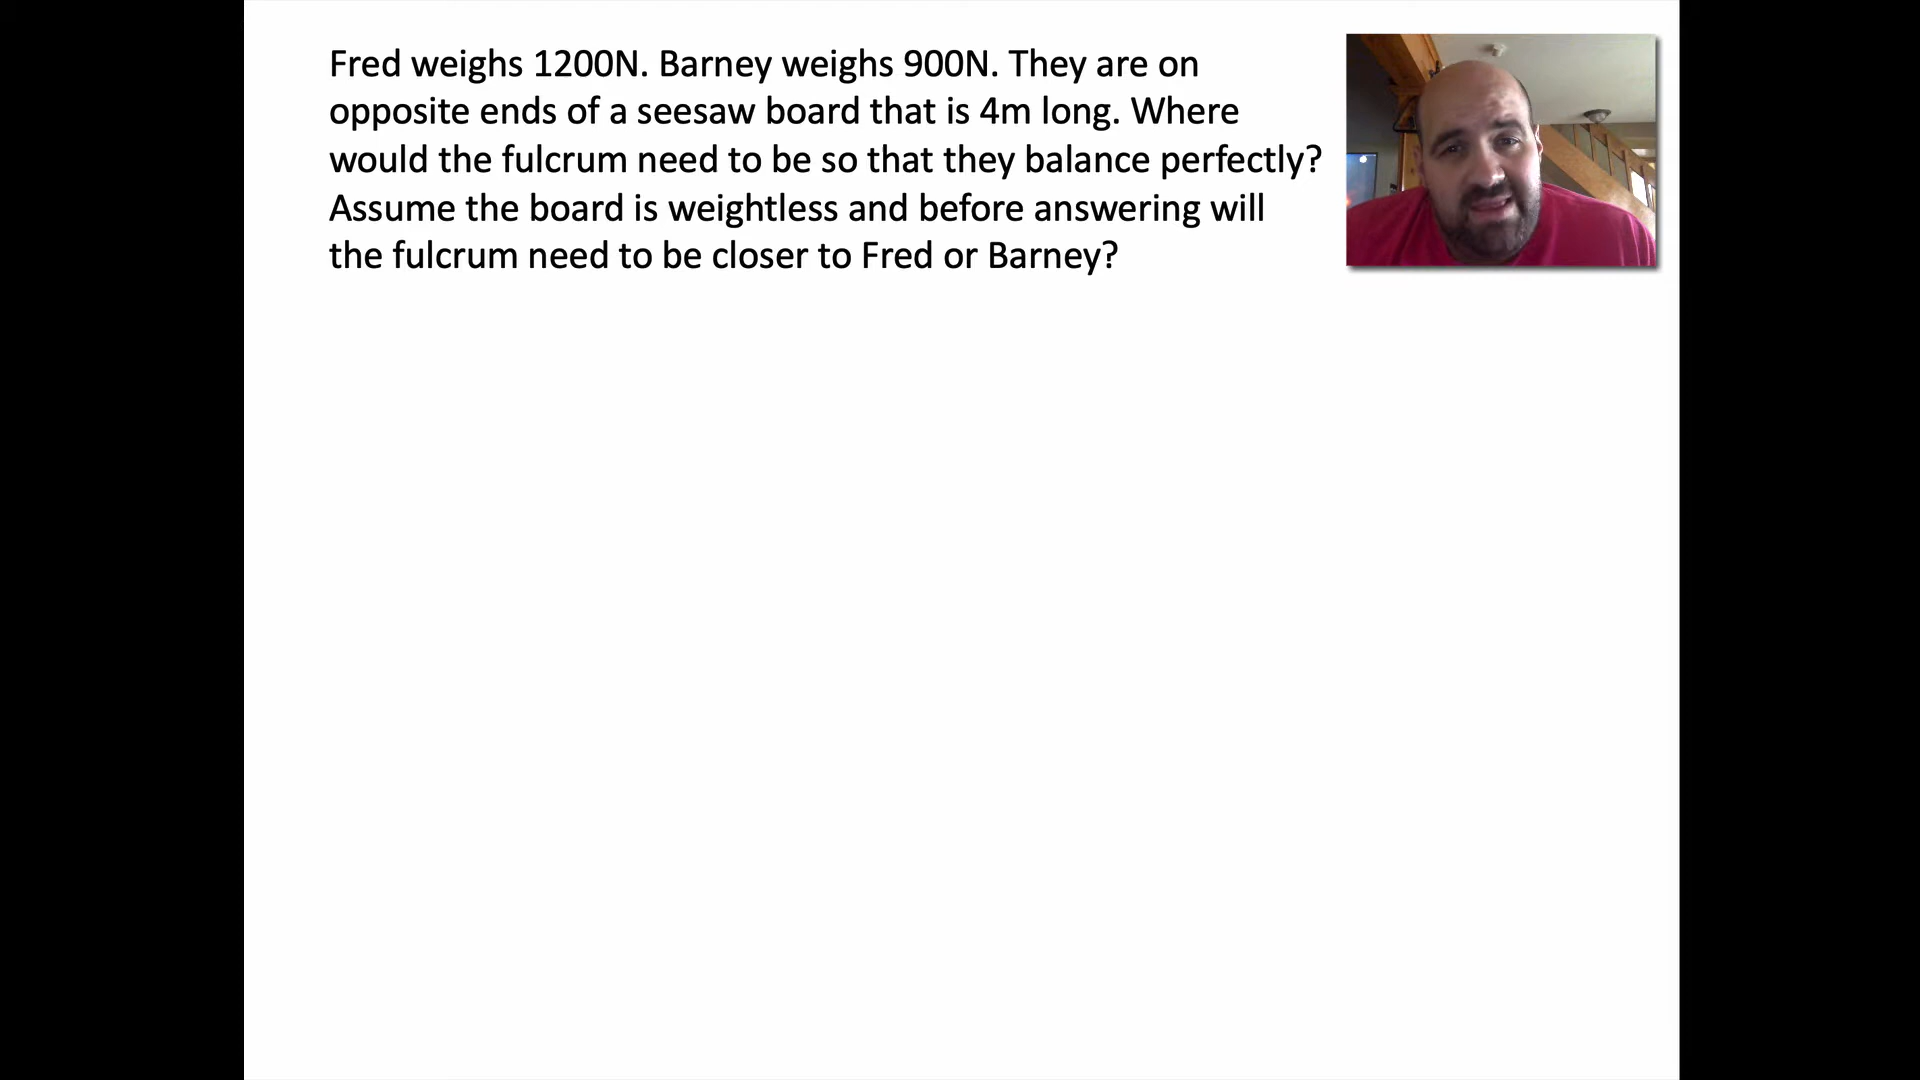 Fred weighs 1200N. Barney weighs 900N. They are on
opposite ends of a seesaw board that is 4m long. Where
would the fulcrum need to be so that they balance perfectly?
Assume the board is weightless and before answering will
the fulcrum need to be closer to Fred or Barney?